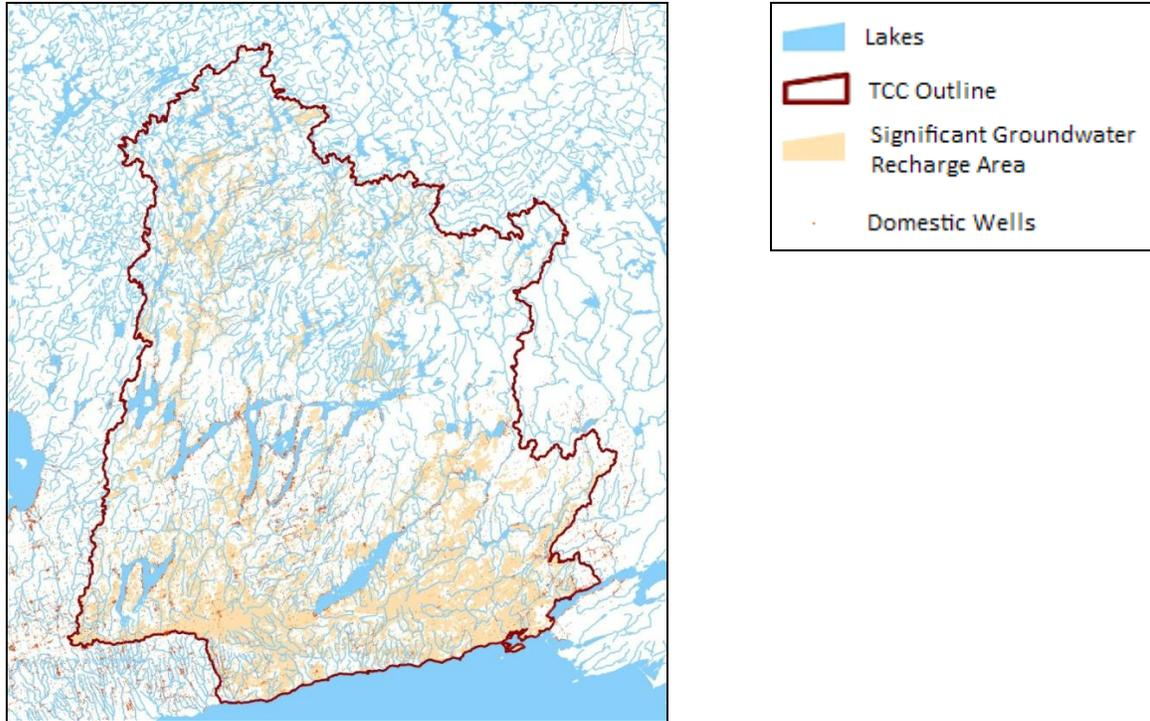 Lakes
TCC Outline
Significant Groundwater
Recharge Area
Domestic Wells